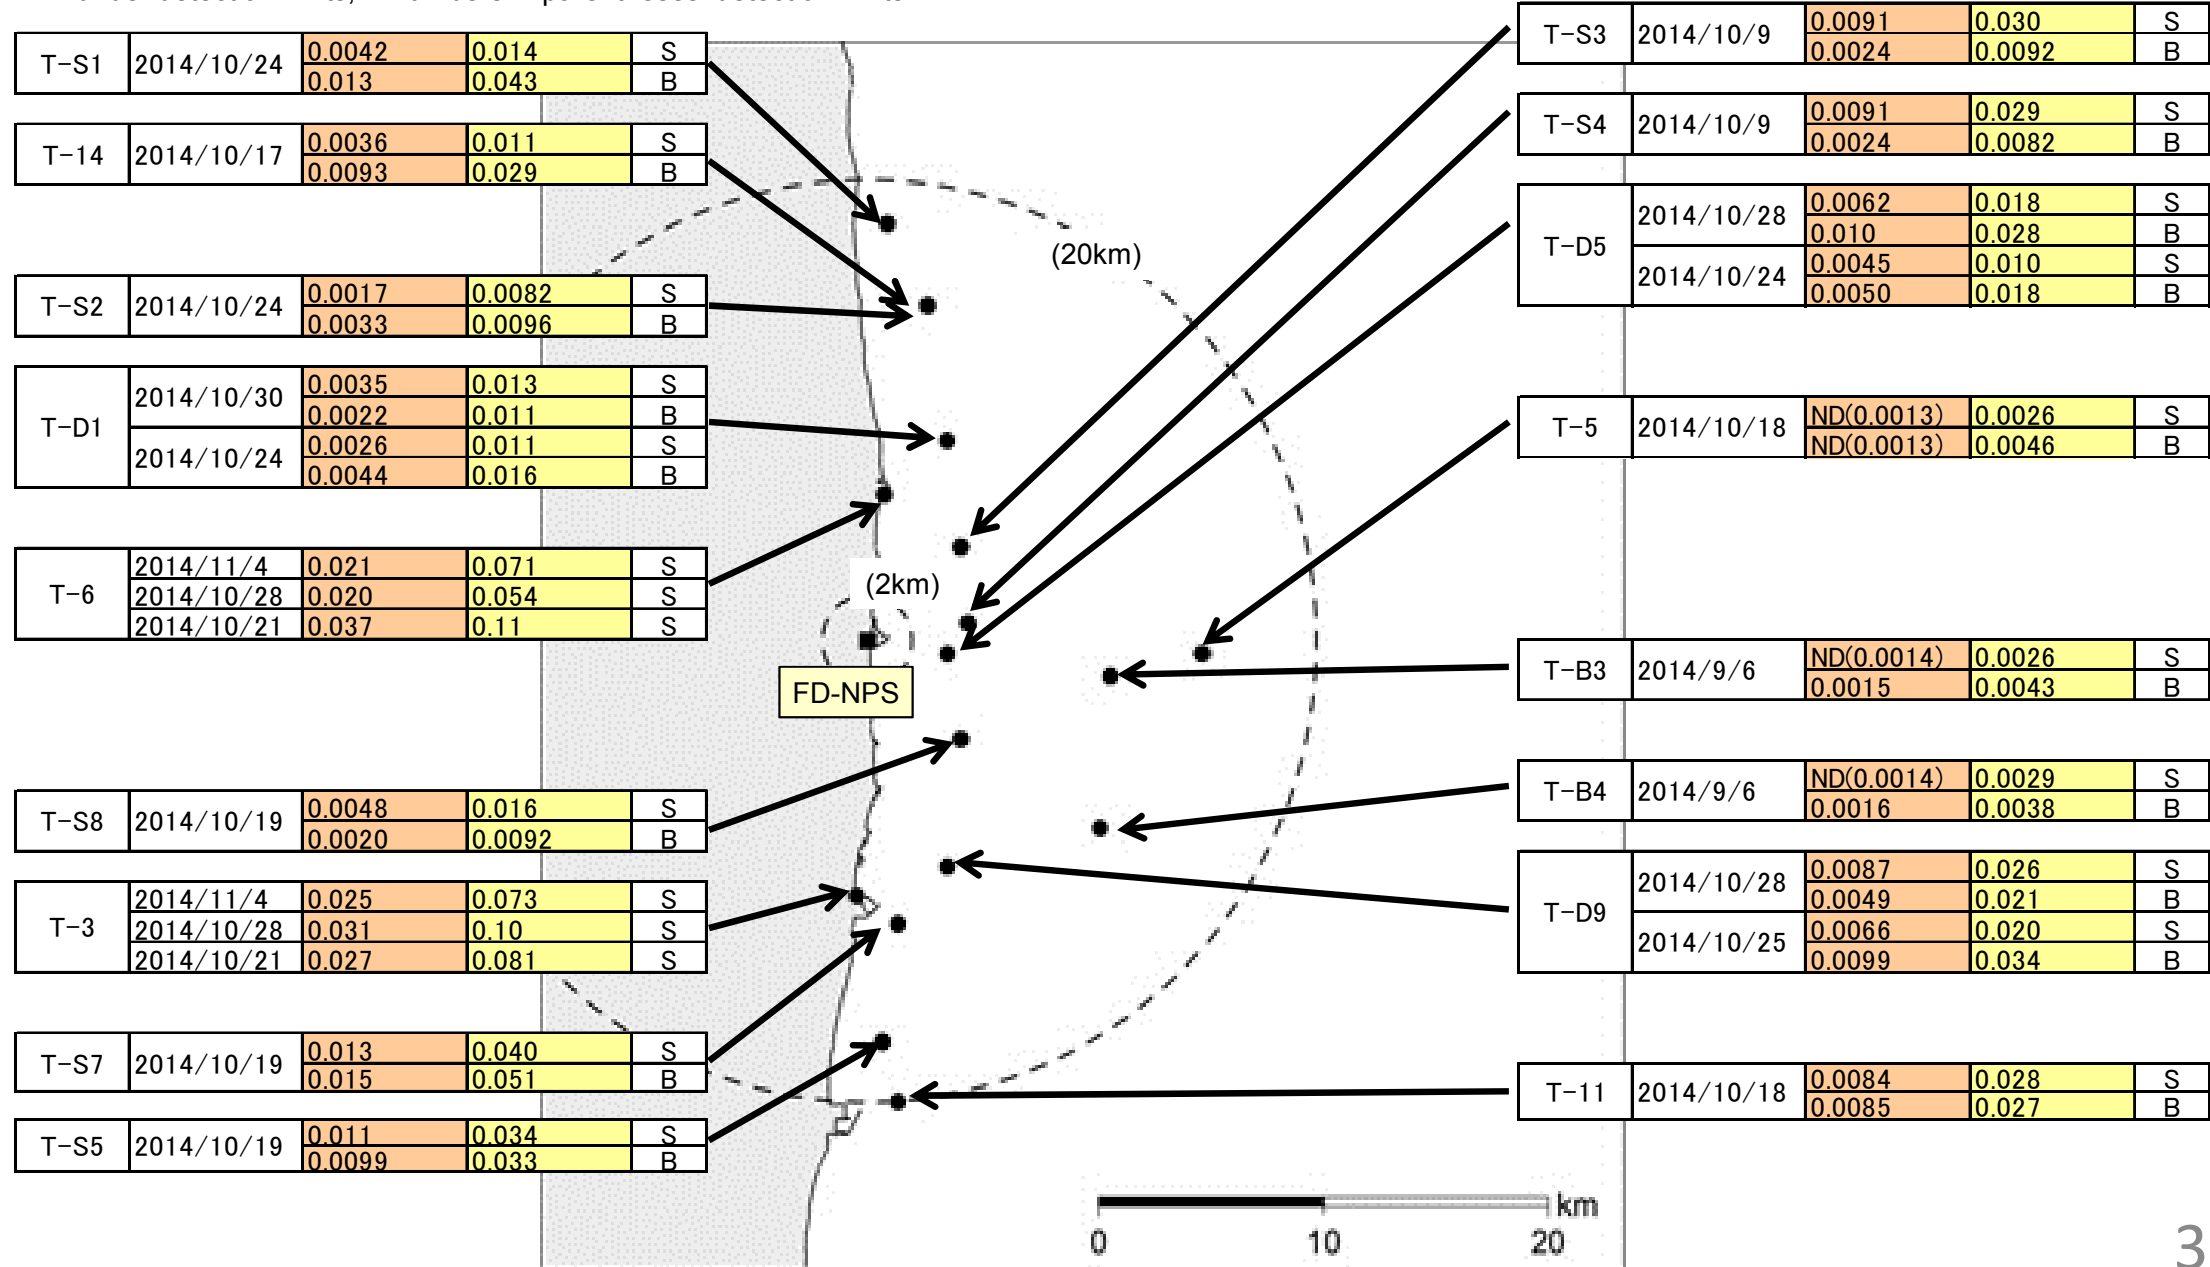 T-S1 2014/10/24 0.0042 0.014 S
0.013 0.043 B
T-14 2014/10/17 0.0036 0.011 S
0.0093 0.029 B
T-S2 2014/10/24 0.0017 0.0082 S
0.0033 0.0096 B
T-D1 2014/10/30 0.0035 0.013 S
0.0022 0.011 B
2014/10/24 0.0026 0.011 S
0.0044 0.016 B
T-6 2014/11/4 0.021 0.071 S
2014/10/28 0.020 0.054 S
2014/10/21 0.037 0.11 S
T-S8 2014/10/19 0.0048 0.016 S
0.0020 0.0092 B
T-3 2014/11/4 0.025 0.073 S
2014/10/28 0.031 0.10 S
2014/10/21 0.027 0.081 S
T-S7 2014/10/19 0.013 0.040 S
0.015 0.051 B
T-S5 2014/10/19 0.011 0.034 S
0.0099 0.033 B
(20km)
(2km)
FD-NPS
T-S3 2014/10/9 0.0091 0.030 S
0.0024 0.0092 B
T-S4 2014/10/9 0.0091 0.029 S
0.0024 0.0082 B
T-D5 2014/10/28 0.0062 0.018 S
0.010 0.028 B
2014/10/24 0.0045 0.010 S
0.0050 0.018 B
T-5 2014/10/18 ND(0.0013) 0.0026 S
ND(0.0013) 0.0046 B
T-B3 2014/9/6 ND(0.0014) 0.0026 S
0.0015 0.0043 B
T-B4 2014/9/6 ND(0.0014) 0.0029 S
0.0016 0.0038 B
T-D9 2014/10/28 0.0087 0.026 S
0.0049 0.021 B
2014/10/25 0.0066 0.020 S
0.0099 0.034 B
T-11 2014/10/18 0.0084 0.028 S
0.0085 0.027 B
km
0 10 20
3